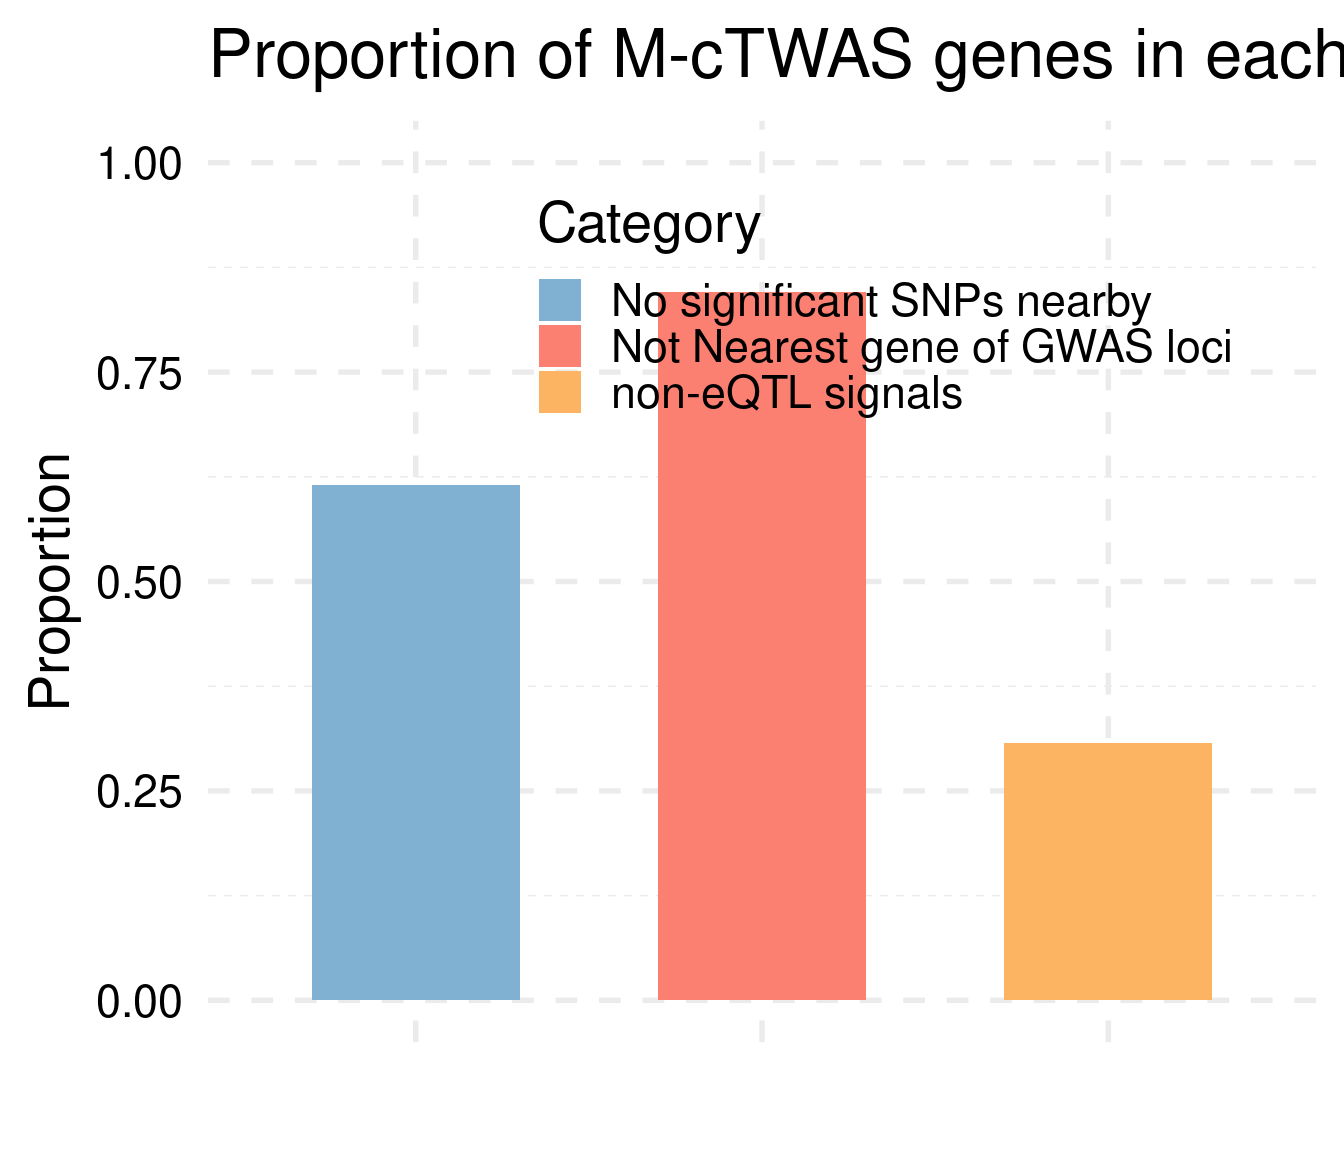 Proportion of M-cTWAS genes in each
1.00
Category
No significant SNPs nearby
Not Nearest gene of GWAS loci
non-eQTL signals
0.75
0.50
0.25
0.00
Proportion